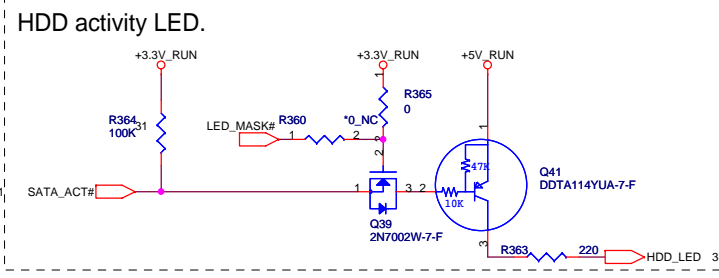 HDD activity LED.
+3.3V_RUN +3.3V_RUN +5V_RUN
R364
100K 31
R365
0
LED_MASK# R360 *0_NC
1 2 2
1
2
1
47K
Q41
DDTA114YUA-7-F
1 SATA_ACT# 1 3 2
10K
Q39
2N7002W-7-F
3
R363 220 HDD_LED 3